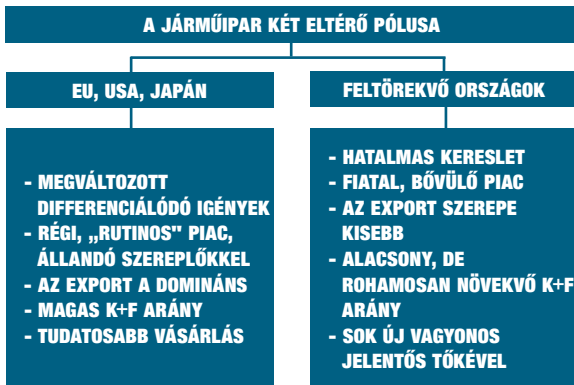 A JÁRMŰIPAR KÉT ELTÉRŐ PÓLUSA
EU, USA, JAPÁN
- MEGVÁLTOZOTT
DIFFERENCIÁLÓDÓ IGÉNYEK
- RÉGI, „RUTINOS" PIAC,
ÁLLANDÓ SZEREPLŐKKEL
- AZ EXPORT A DOMINÁNS
- MAGAS K+F ARÁNY
- TUDATOSABB VÁSÁRLÁS
FELTÖREKVŐ ORSZÁGOK
- HATALMAS KERESLET
- FIATAL, BŐVÜLŐ PIAC
- AZ EXPORT SZEREPE
KISEBB
- ALACSONY, DE
ROHAMOSAN NÖVEKVŐ K+F
ARÁNY
- SOK ÚJ VAGYONOS
JELENTŐS TŐKÉVEL